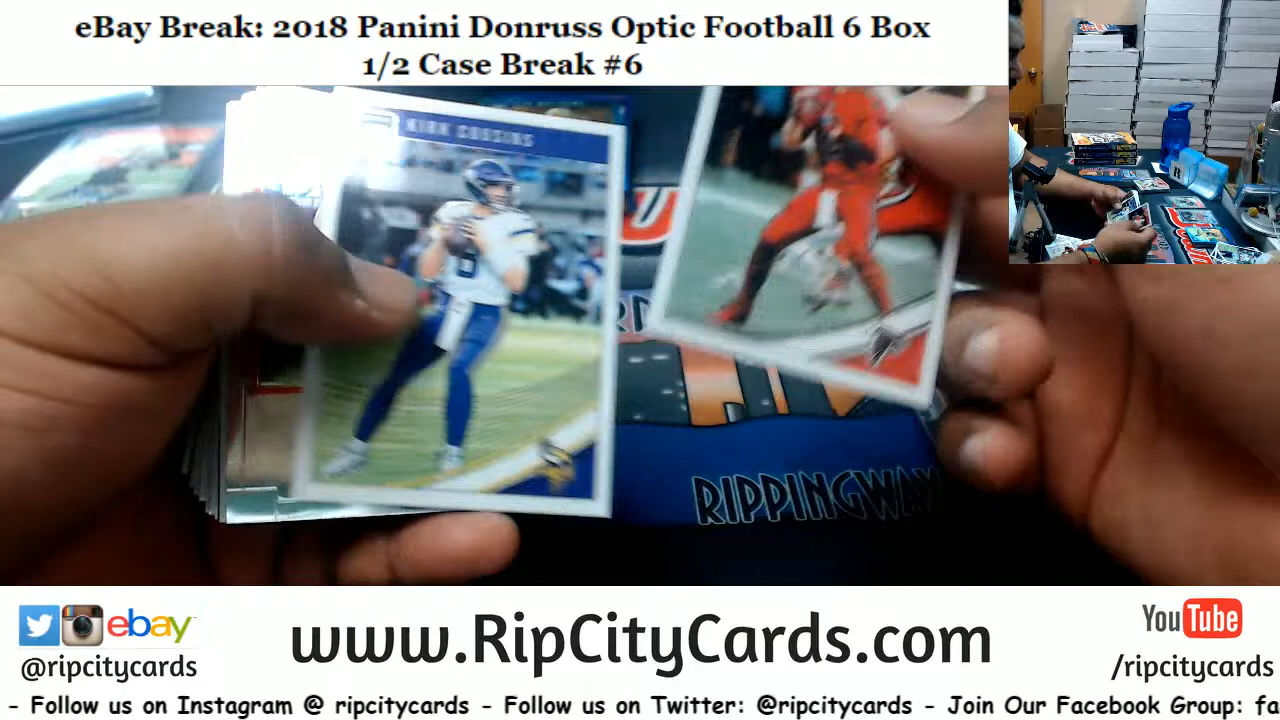 eBay Break: 2018 Panini Donruss Optic Football 6 Box
1/2 Case Break #6
KIRK COUSINS
RIPPINGWAX
ebay
@ripcitycards
www.RipCityCards.com
YouTube
/ripcitycards
- Follow us on Instagram @ ripcitycards - Follow us on Twitter: @ripcitycards - Join Our Facebook Group: fa